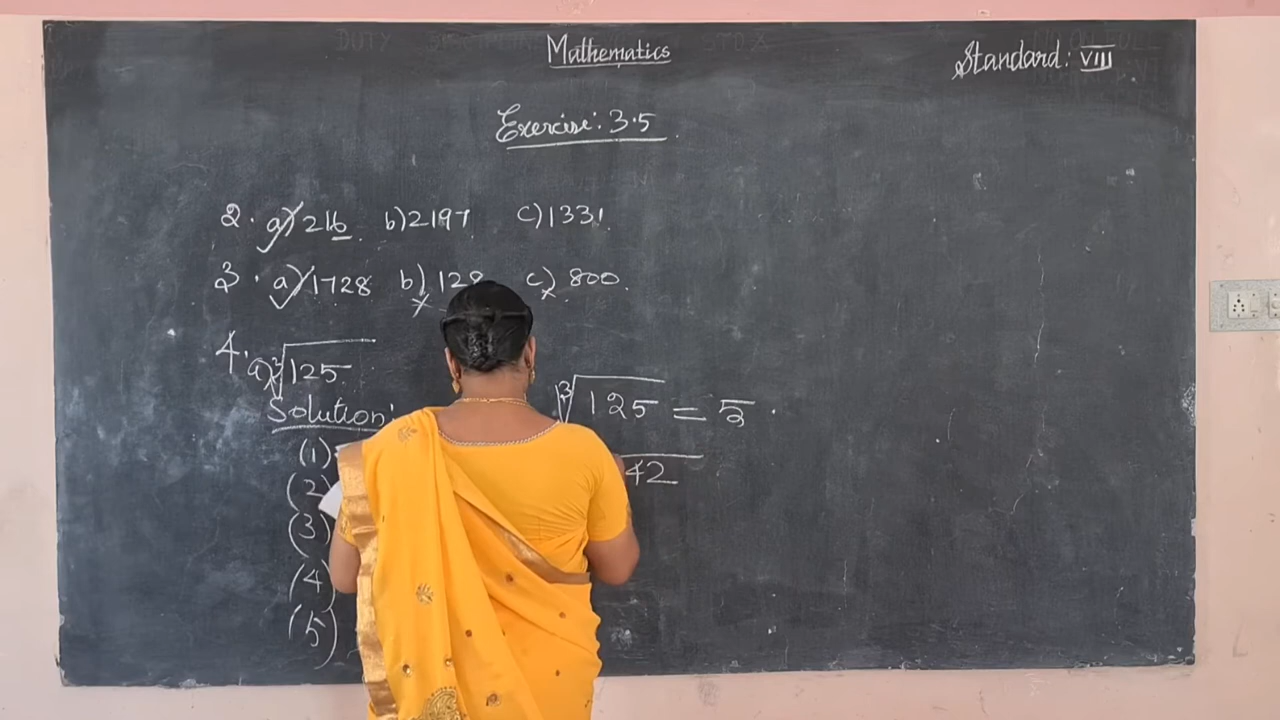 Mathematics
Standard: VIII
Exercise: 3.5
2. a) 216 b) 2197 c) 1331
3. a) 1728 b) 128 c) 800
4. a) ∛125
∛125 = 5
Solution:
(1)
42
(2)
(3)
(4)
(5)